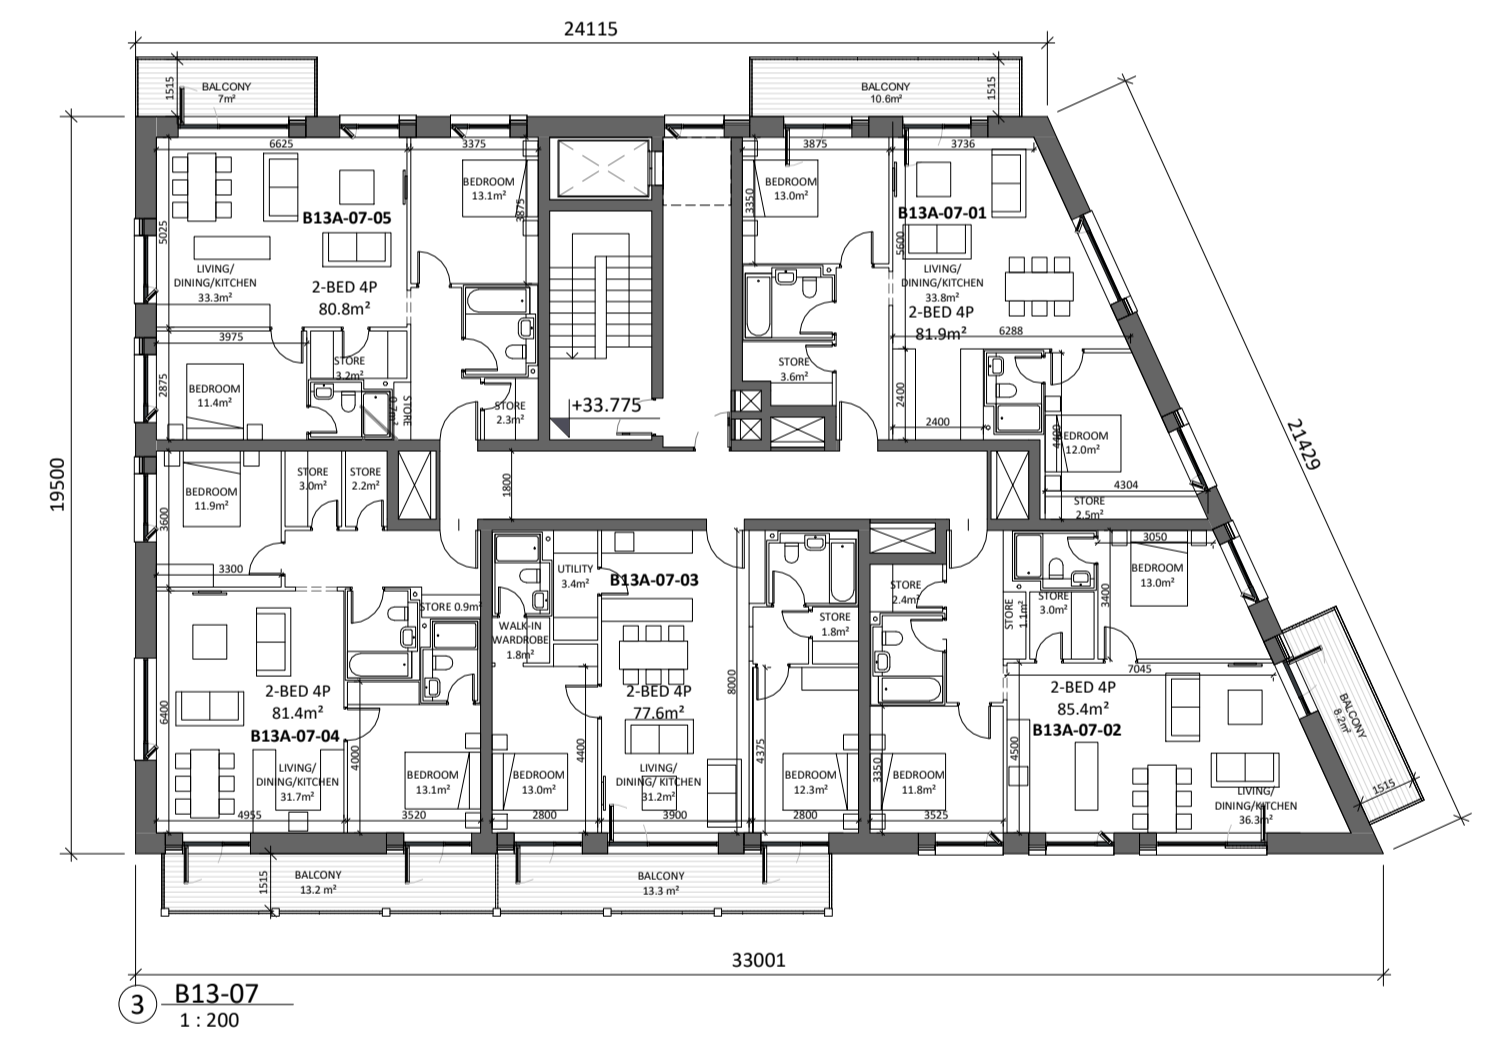 24115
BALCONY
7m²
1515
BALCONY
10.6m²
1515
6625
3375
3875
3736
BEDROOM
13.1m²
3875
BEDROOM
13.0m²
3350
B13A-07-05
B13A-07-01
5025
5600
LIVING/
DINING/KITCHEN
33.3m²
2-BED 4P
80.8m²
LIVING/
DINING/KITCHEN
33.8m²
2-BED 4P
81.9m²
6288
3975
STORE
3.2m²
STORE
3.6m²
2875
BEDROOM
11.4m²
STORE
STORE
2.3m²
+33.775
2400
2400
4400
BEDROOM
12.0m²
21429
19500
BEDROOM
11.9m²
STORE
3.0m²
STORE
2.2m²
1800
4304
STORE
2.5m²
3600
3300
UTILITY
3.4m²
B13A-07-03
3050
BEDROOM
13.0m²
3400
STORE
2.4m²
STORE
1.1m²
STORE
3.0m²
STORE 0.9m²
WALK-IN
WARDROBE
1.8m²
STORE
1.8m²
8000
7045
2-BED 4P
81.4m²
B13A-07-04
6400
2-BED 4P
77.6m²
2-BED 4P
85.4m²
B13A-07-02
BALCONY
8.2m²
1515
4000
4400
4375
3350
4500
LIVING/
DINING/KITCHEN
31.7m²
BEDROOM
13.1m²
BEDROOM
13.0m²
LIVING/
DINING/ KITCHEN
31.2m²
BEDROOM
12.3m²
BEDROOM
11.8m²
LIVING/
DINING/KITCHEN
36.3m²
4955
3520
2800
3900
2800
3525
BALCONY
13.2 m²
1515
BALCONY
13.3 m²
33001
3
B13-07
1 : 200